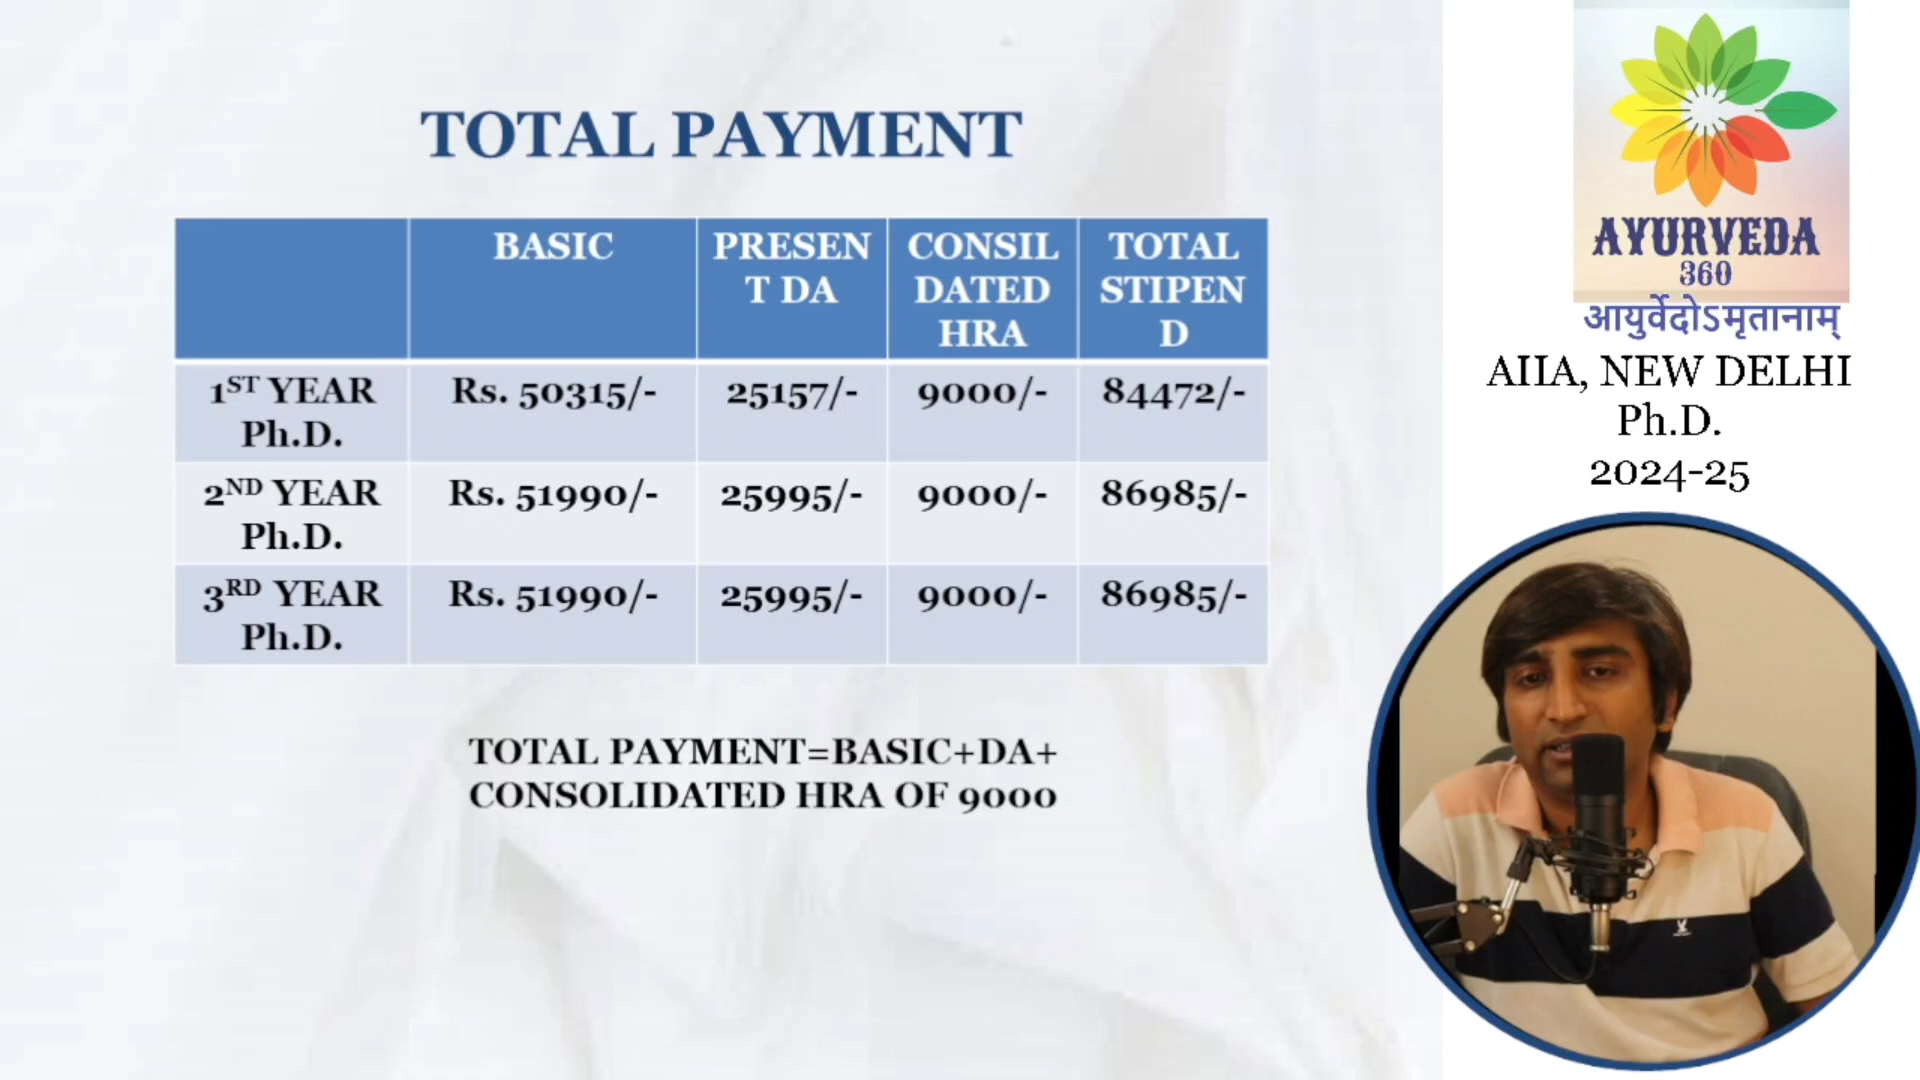 TOTAL PAYMENT
BASIC
PRESEN
T DA
CONSIL
DATED
HRA
TOTAL
STIPEN
D
1ST YEAR
Ph.D.
Rs. 50315/-
25157/-
9000/-
84472/-
2ND YEAR
Ph.D.
Rs. 51990/-
25995/-
9000/-
86985/-
3RD YEAR
Ph.D.
Rs. 51990/-
25995/-
9000/-
86985/-
TOTAL PAYMENT=BASIC+DA+
CONSOLIDATED HRA OF 9000
AYURVEDA
360
आयुर्वेदोऽमृतानाम्
AIIA, NEW DELHI
Ph.D.
2024-25